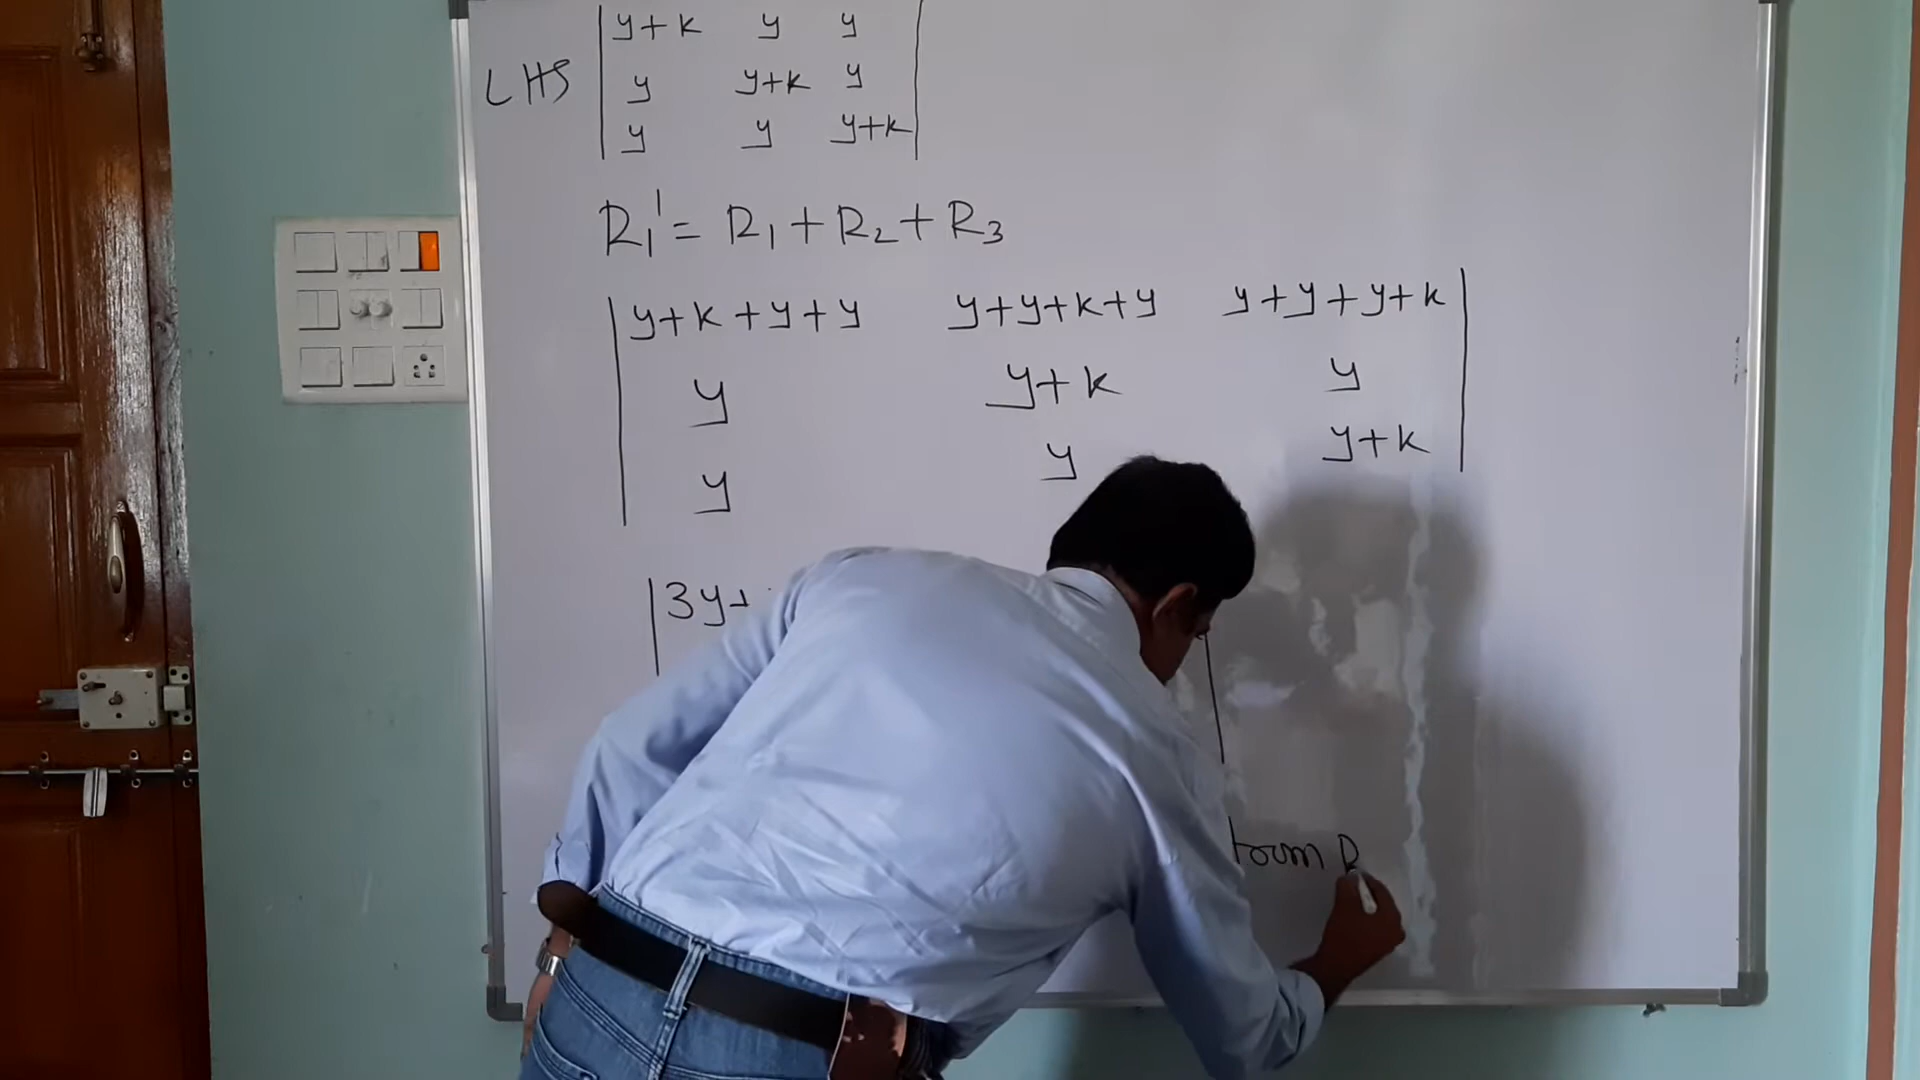 y+k y y
LHS y y+k y
y y y+k
R₁' = R₁ + R₂ + R₃
y+k+y+y y+y+k+y y+y+y+k
y y+k y
y y y+k
3y+
from R